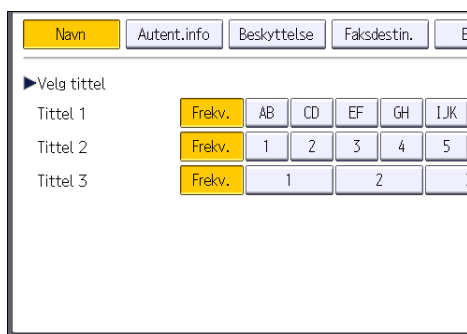 Navn Autent.info Beskyttelse Faksdestin.
▶Velg tittel
Tittel 1 Frekv. AB CD EF GH IJK
Tittel 2 Frekv. 1 2 3 4 5
Tittel 3 Frekv. 1 2